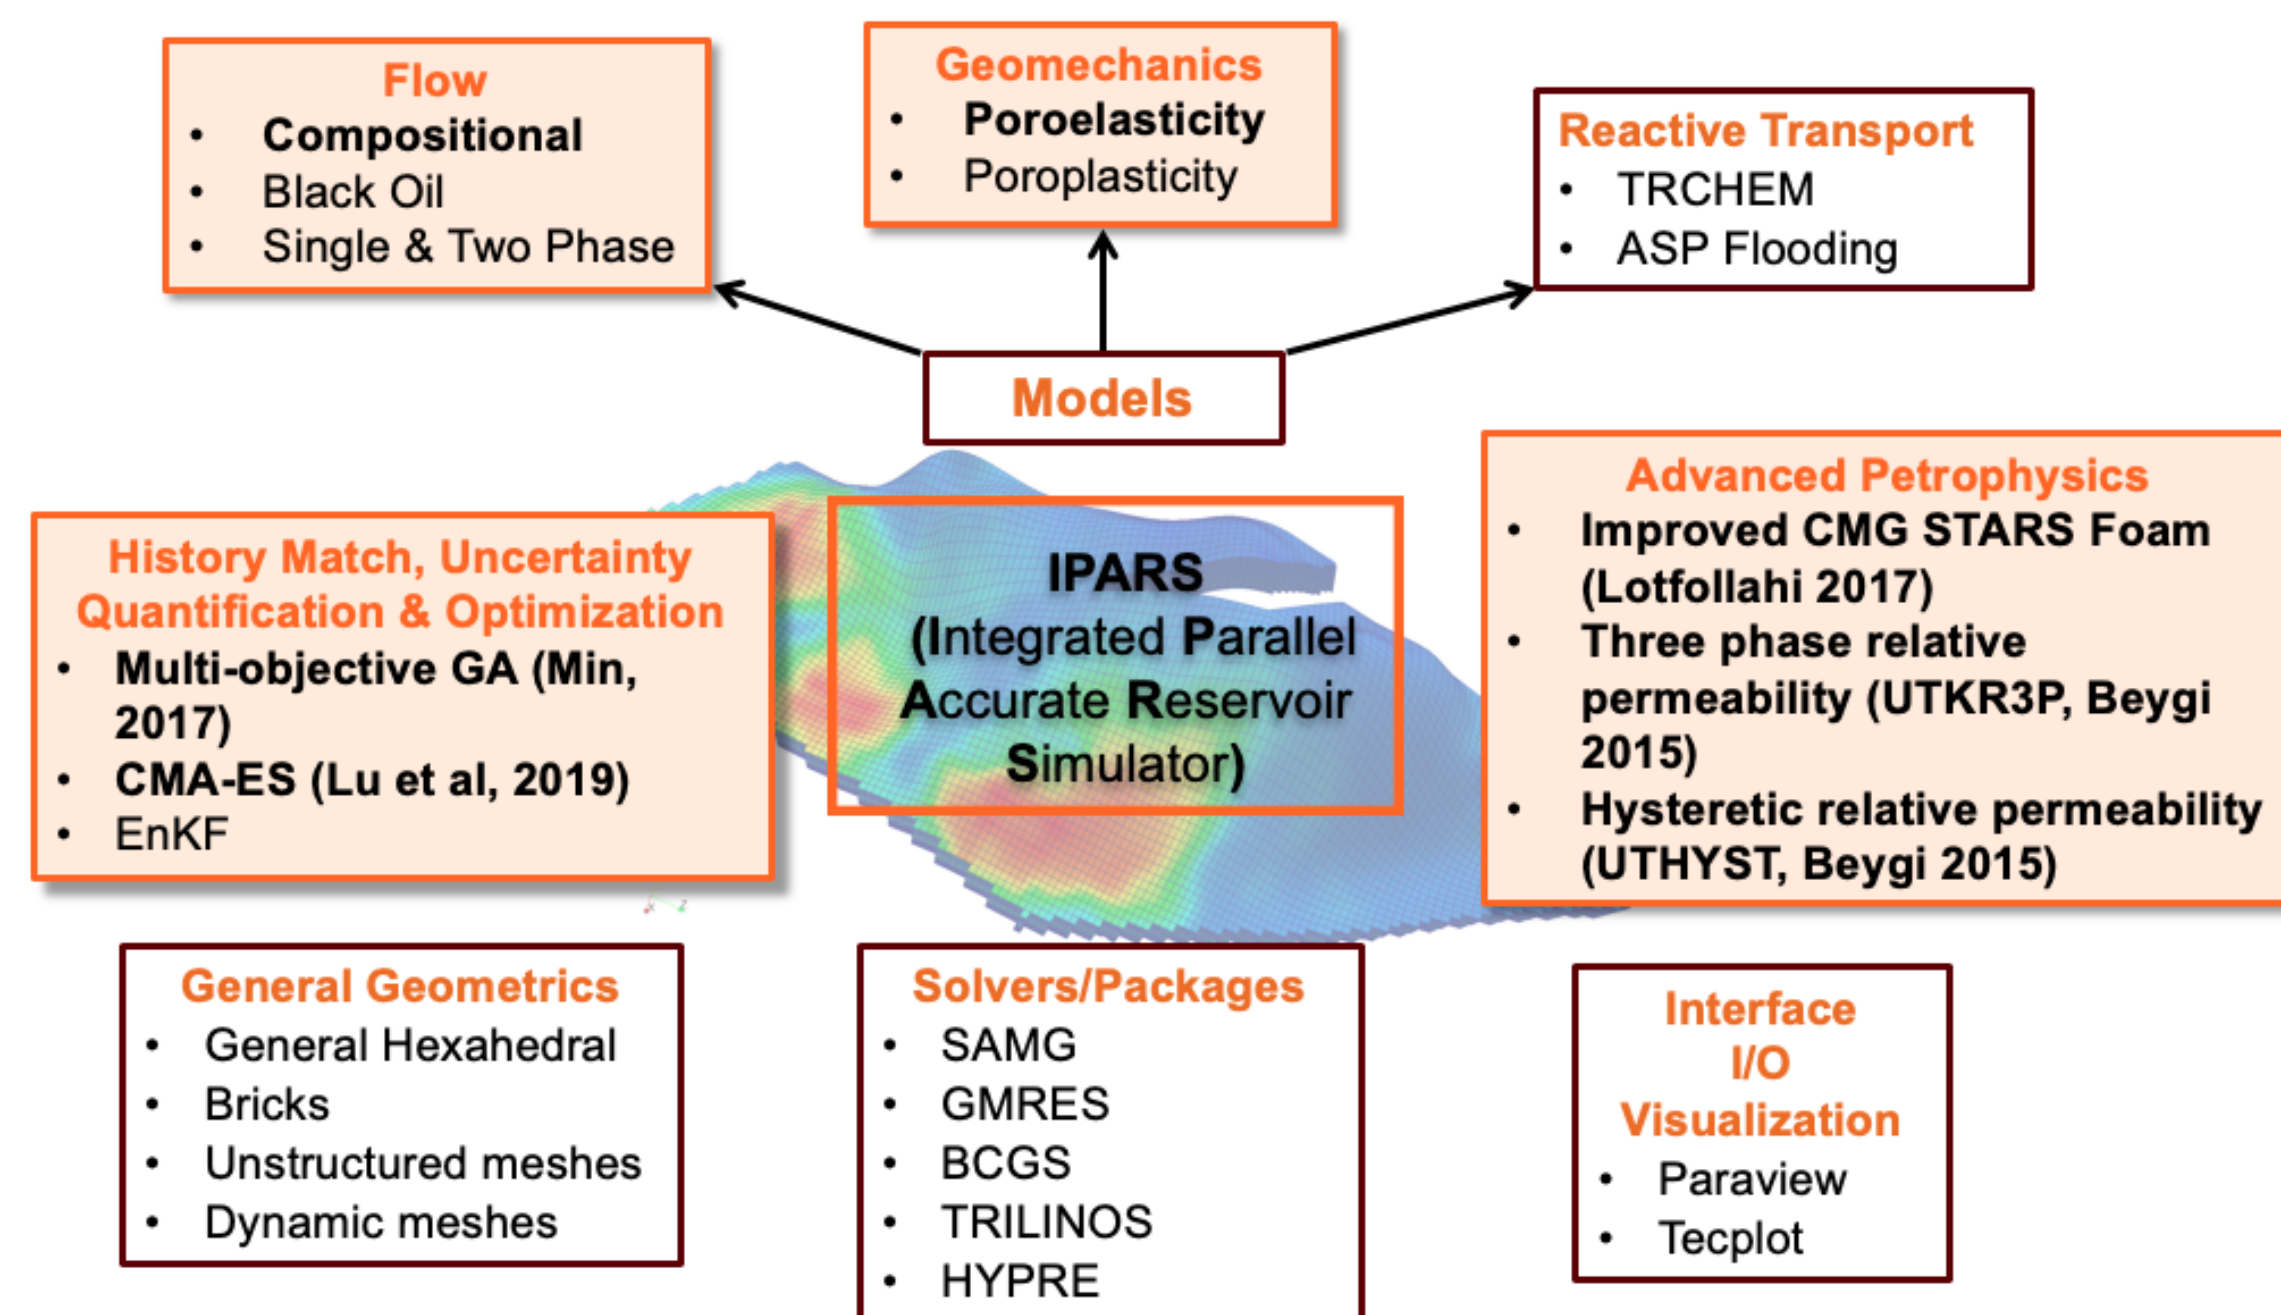 Flow
• Compositional
• Black Oil
• Single & Two Phase
Geomechanics
• Poroelasticity
• Poroplasticity
Reactive Transport
• TRCHEM
• ASP Flooding
Models
History Match, Uncertainty
Quantification & Optimization
• Multi-objective GA (Min,
2017)
• CMA-ES (Lu et al, 2019)
• EnKF
IPARS
(Integrated Parallel
Accurate Reservoir
Simulator)
Advanced Petrophysics
• Improved CMG STARS Foam
(Lotfollahi 2017)
• Three phase relative
permeability (UTKR3P, Beygi
2015)
• Hysteretic relative permeability
(UTHYST, Beygi 2015)
General Geometrics
• General Hexahedral
• Bricks
• Unstructured meshes
• Dynamic meshes
Solvers/Packages
• SAMG
• GMRES
• BCGS
• TRILINOS
• HYPRE
Interface
I/O
Visualization
• Paraview
• Tecplot